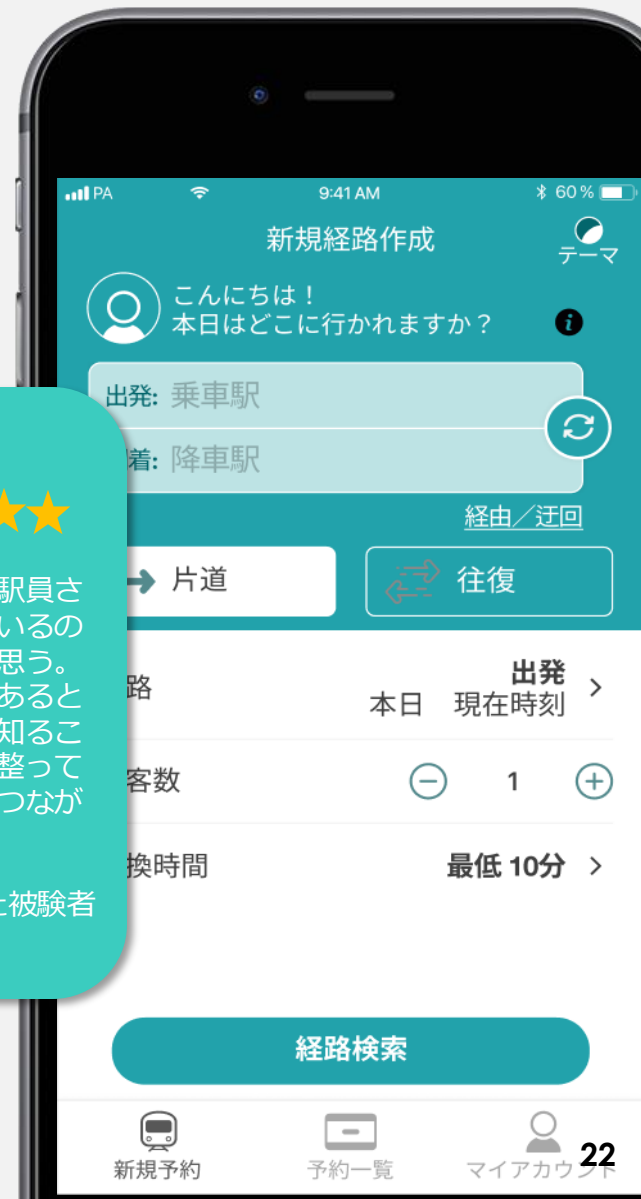 PA 9:41 AM 60 %
新規経路作成
テーマ
こんにちは！
本日はどこに行かれますか？
出発: 乗車駅
着: 降車駅
経由／迂回
片道
往復
路
出発
本日 現在時刻
客数
1
換時間
最低 10分
経路検索
新規予約
予約一覧
マイアカウント
22
駅員さ
いるの
思う。
あると
知るこ
整って
つなが
た被験者